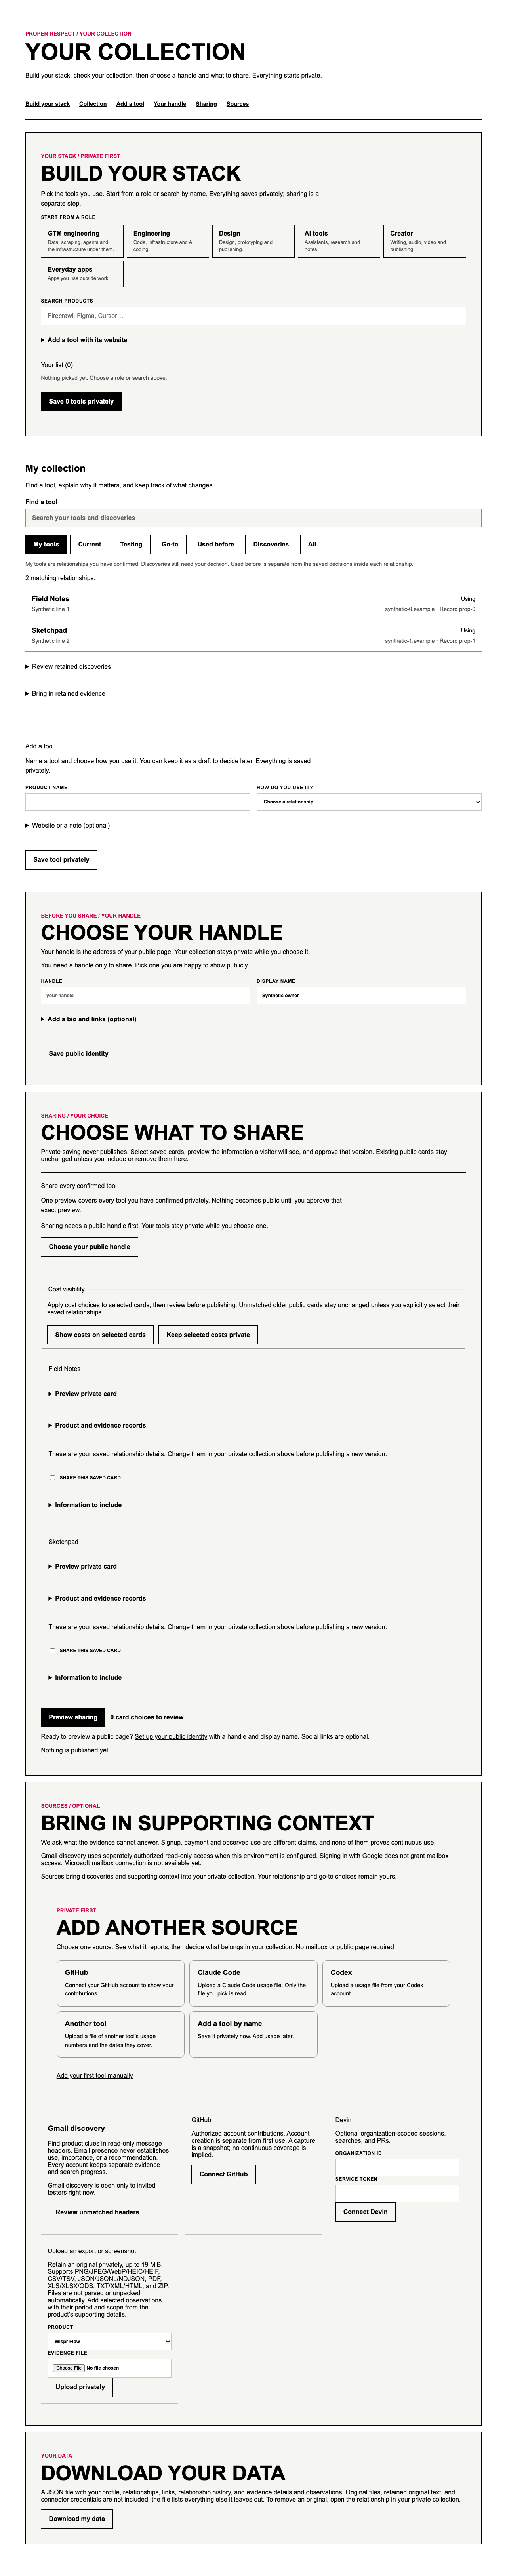 PROPER RESPECT / YOUR COLLECTION
YOUR COLLECTION
Build your stack, check your collection, then choose a handle and what to share. Everything starts private.
Build your stack Collection Add a tool Your handle Sharing Sources
YOUR STACK / PRIVATE FIRST
BUILD YOUR STACK
Pick the tools you use. Start from a role or search by name. Everything saves privately; sharing is a
separate step.
START FROM A ROLE
GTM engineering
Data, scraping, agents and
the infrastructure under them.
Engineering
Code, infrastructure and AI
coding.
Design
Design, prototyping and
publishing.
AI tools
Assistants, research and
notes.
Creator
Writing, audio, video and
publishing.
Everyday apps
Apps you use outside work.
SEARCH PRODUCTS
Firecrawl, Figma, Cursor...
Add a tool with its website
Your list (0)
Nothing picked yet. Choose a role or search above.
Save 0 tools privately
My collection
Find a tool, explain why it matters, and keep track of what changes.
Find a tool
Search your tools and discoveries
My tools Current Testing Go-to Used before Discoveries All
My tools are relationships you have confirmed. Discoveries still need your decision. Used before is separate from the saved decisions inside each relationship.
2 matching relationships.
Field Notes Using
Synthetic line 1 synthetic-0.example · Record prop-0
Sketchpad Using
Synthetic line 2 synthetic-1.example · Record prop-1
Review retained discoveries
Bring in retained evidence
Add a tool
Name a tool and choose how you use it. You can keep it as a draft to decide later. Everything is saved
privately.
PRODUCT NAME HOW DO YOU USE IT?
Choose a relationship
Website or a note (optional)
Save tool privately
BEFORE YOU SHARE / YOUR HANDLE
CHOOSE YOUR HANDLE
Your handle is the address of your public page. Your collection stays private while you choose it.
You need a handle only to share. Pick one you are happy to show publicly.
HANDLE DISPLAY NAME
your-handle Synthetic owner
Add a bio and links (optional)
Save public identity
SHARING / YOUR CHOICE
CHOOSE WHAT TO SHARE
Private saving never publishes. Select saved cards, preview the information a visitor will see, and approve that version. Existing public cards stay
unchanged unless you include or remove them here.
Share every confirmed tool
One preview covers every tool you have confirmed privately. Nothing becomes public until you approve that
exact preview.
Sharing needs a public handle first. Your tools stay private while you choose one.
Choose your public handle
Cost visibility
Apply cost choices to selected cards, then review before publishing. Unmatched older public cards stay unchanged unless you explicitly select their
saved relationships.
Show costs on selected cards Keep selected costs private
Field Notes
Preview private card
Product and evidence records
These are your saved relationship details. Change them in your private collection above before publishing a new version.
SHARE THIS SAVED CARD
Information to include
Sketchpad
Preview private card
Product and evidence records
These are your saved relationship details. Change them in your private collection above before publishing a new version.
SHARE THIS SAVED CARD
Information to include
Preview sharing 0 card choices to review
Ready to preview a public page? Set up your public identity with a handle and display name. Social links are optional.
Nothing is published yet.
SOURCES / OPTIONAL
BRING IN SUPPORTING CONTEXT
We ask what the evidence cannot answer. Signup, payment and observed use are different claims, and none of them proves continuous use.
Gmail discovery uses separately authorized read-only access when this environment is configured. Signing in with Google does not grant mailbox
access. Microsoft mailbox connection is not available yet.
Sources bring discoveries and supporting context into your private collection. Your relationship and go-to choices remain yours.
PRIVATE FIRST
ADD ANOTHER SOURCE
Choose one source. See what it reports, then decide what belongs in your collection. No mailbox or public page required.
GitHub
Connect your GitHub account to show your
contributions.
Claude Code
Upload a Claude Code usage file. Only the
file you pick is read.
Codex
Upload a usage file from your Codex
account.
Another tool
Upload a file of another tool's usage
numbers and the dates they cover.
Add a tool by name
Save it privately now. Add usage later.
Add your first tool manually
Gmail discovery
Find product clues in read-only message
headers. Email presence never establishes
use, importance, or a recommendation.
Every account keeps separate evidence
and search progress.
Gmail discovery is open only to invited
testers right now.
Review unmatched headers
GitHub
Authorized account contributions. Account
creation is separate from first use. A capture
is a snapshot; no continuous coverage is
implied.
Connect GitHub
Devin
Optional organization-scoped sessions,
searches, and PRs.
ORGANIZATION ID
SERVICE TOKEN
Connect Devin
Upload an export or screenshot
Retain an original privately, up to 19 MiB.
Supports PNG/JPEG/WebP/HEIC/HEIF,
CSV/TSV, JSON/JSONL/NDJSON, PDF,
XLS/XLSX/ODS, TXT/XML/HTML, and ZIP.
Files are not parsed or unpacked
automatically. Add selected observations
with their period and scope from the
product's supporting details.
PRODUCT
Wispr Flow
EVIDENCE FILE
Choose File No file chosen
Upload privately
YOUR DATA
DOWNLOAD YOUR DATA
A JSON file with your profile, relationships, links, relationship history, and evidence details and observations. Original files, retained original text, and
connector credentials are not included; the file lists everything else it leaves out. To remove an original, open the relationship in your private collection.
Download my data